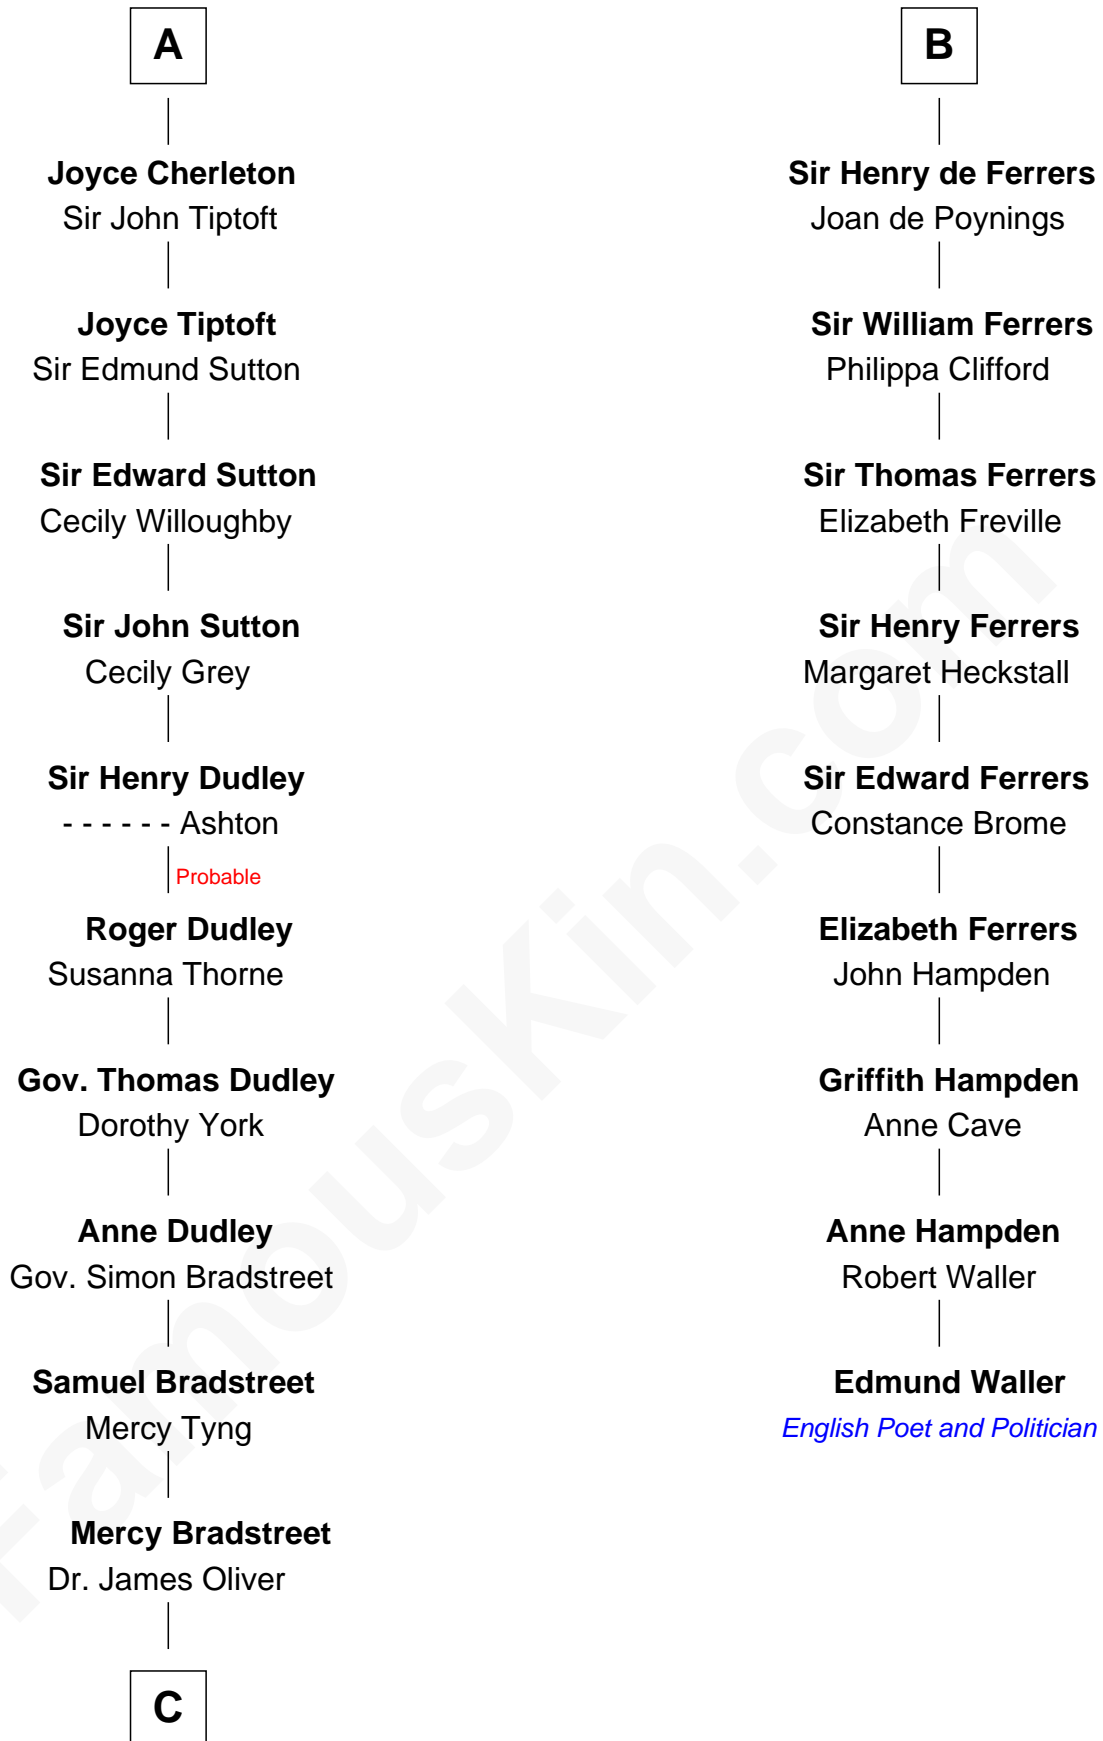 A
Joyce Cherleton
Sir John Tiptoft
Joyce Tiptoft
Sir Edmund Sutton
Sir Edward Sutton
Cecily Willoughby
Sir John Sutton
Cecily Grey
Sir Henry Dudley
- - - - - - Ashton
Probable
Roger Dudley
Susanna Thorne
Gov. Thomas Dudley
Dorothy York
Anne Dudley
Gov. Simon Bradstreet
Samuel Bradstreet
Mercy Tyng
Mercy Bradstreet
Dr. James Oliver
C
B
Sir Henry de Ferrers
Joan de Poynings
Sir William Ferrers
Philippa Clifford
Sir Thomas Ferrers
Elizabeth Freville
Sir Henry Ferrers
Margaret Heckstall
Sir Edward Ferrers
Constance Brome
Elizabeth Ferrers
John Hampden
Griffith Hampden
Anne Cave
Anne Hampden
Robert Waller
Edmund Waller
English Poet and Politician
FamousKin.com